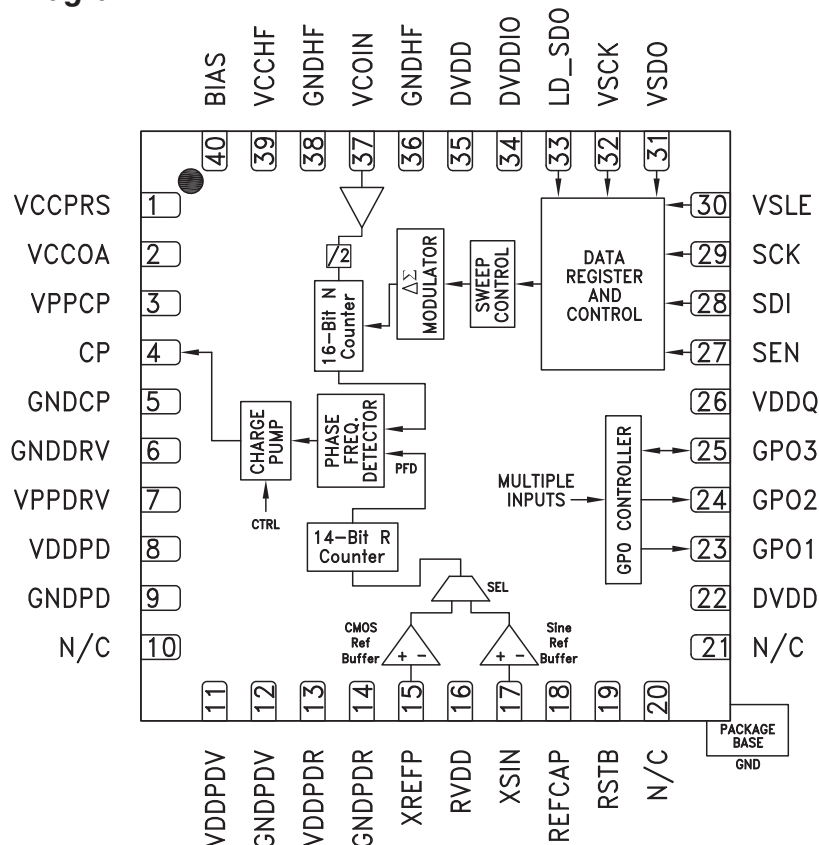 BIAS
VCCHF
GNDHF
VCOIN
GNDHF
DVDD
DVDDIO
LD_SDO
VSCK
VSDO
40
39
38
37
36
35
34
33
32
31
VCCPRS 1
VCCOA 2
VPPCP 3
CP 4
GNDCP 5
GNDDRV 6
VPPDRV 7
VDDPD 8
GNDPD 9
N/C 10
/2
16-Bit N
Counter
ΔΣ
MODULATOR
SWEEP
CONTROL
DATA
REGISTER
AND
CONTROL
30 VSLE
29 SCK
28 SDI
27 SEN
26 VDDQ
25 GPO3
24 GPO2
23 GPO1
22 DVDD
21 N/C
CHARGE
PUMP
CTRL
PHASE
FREQ.
DETECTOR
PFD
MULTIPLE
INPUTS
GPO CONTROLLER
14-Bit R
Counter
SEL
CMOS
Ref
Buffer
+ -
Sine
Ref
Buffer
+ -
11
12
13
14
15
16
17
18
19
20
VDDPDV
GNDPDV
VDDPDR
GNDPDR
XREFP
RVDD
XSIN
REFCAP
RSTB
N/C
PACKAGE
BASE
GND